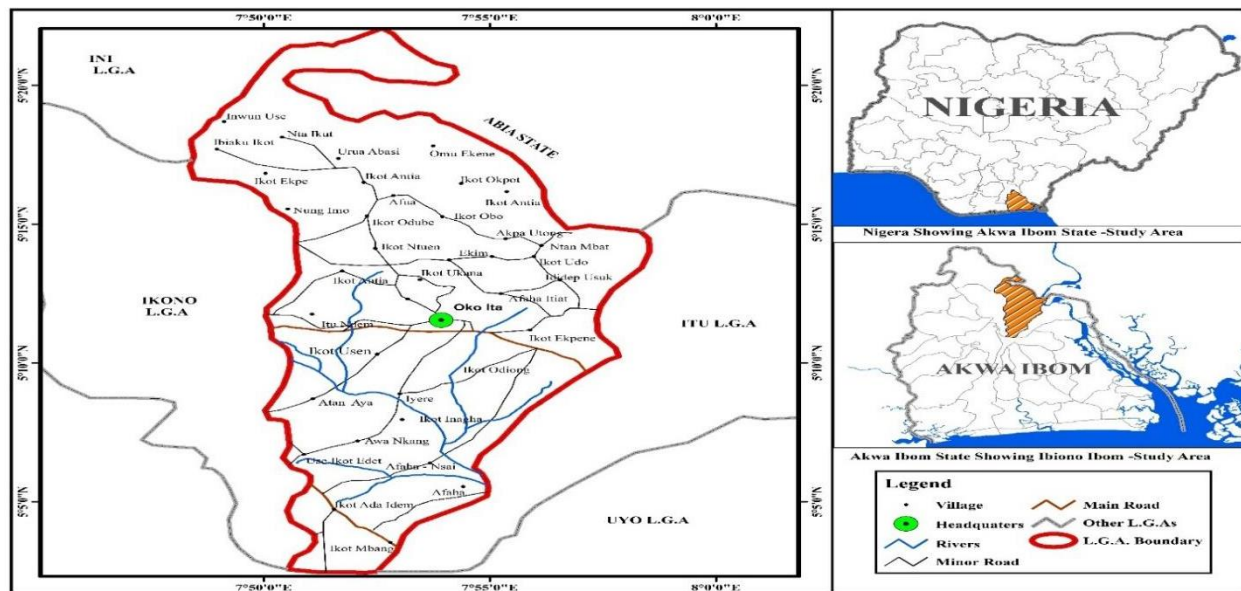 7°50'0"E
7°55'0"E
8°0'0"E
5°20'0"N
5°15'0"N
5°10'0"N
5°5'0"N
INI
L.G.A
ABIA STATE
Inwun Use
Nta Ikut
Ibiaku Ikot
Urua Abasi
Omu Ekene
Ikot Ekpe
Ikot Antia
Ikot Okpot
Afua
Ikot Antia
Nung Imo
Ikot Odube
Ikot Obo
Akpa Utong
Ikot Ntuen
Ekim
Ntan Mbat
Ikot Udo
Ikot Antia
Ikot Ukana
Ididep Usuk
Afaha Itiat
IKONO
L.G.A
Oko Ita
Itu Ndem
ITU L.G.A
Ikot Ekpene
Ikot Usen
Ikot Odiong
Atan Aya
Iyere
Ikot Inagha
Awa Nkang
Use Ikot Edet
Afaha - Nsai
Afaha
Ikot Ada Idem
UYO L.G.A
Ikot Mbang
7°50'0"E
7°55'0"E
8°0'0"E
5°20'0"N
5°15'0"N
5°10'0"N
5°5'0"N
NIGERIA
Nigera Showing Akwa Ibom State -Study Area
AKWA IBOM
Akwa Ibom State Showing Ibiono Ibom -Study Area
Legend
Village
Headquaters
Rivers
Minor Road
Main Road
Other L.G.As
L.G.A. Boundary